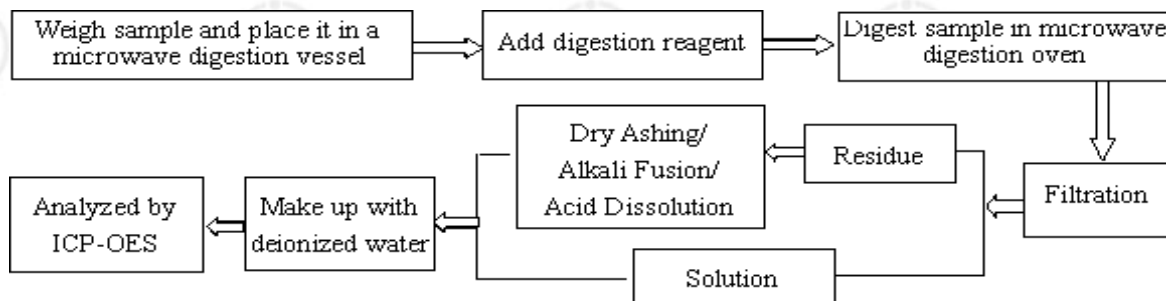 Weigh sample and place it in a
microwave digestion vessel
Add digestion reagent
Digest sample in microwave
digestion oven
Filtration
Residue
Dry Ashing/
Alkali Fusion/
Acid Dissolution
Solution
Make up with
deionized water
Analyzed by
ICP-OES